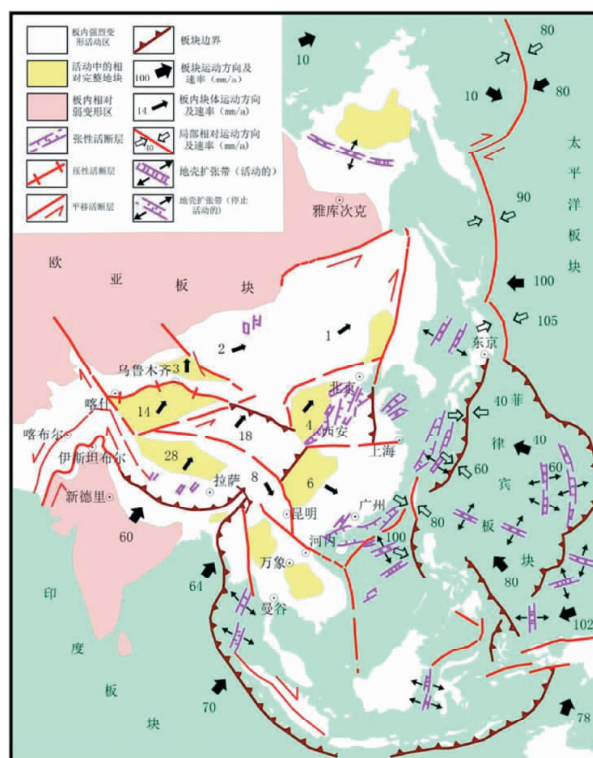 板内强烈变
形活动区
板块边界
活动中的相
对完整地块
100
板块运动方向及
速率(mm/a)
板内相对
弱变形区
14
板内块体运动方向
及速率(mm/a)
张性活断层
40
局部相对运动方向
及速率(mm/a)
压性活断层
地壳扩张带(活动的)
平移活断层
地壳扩张带(停止
活动的)
10
80
10
80
太平洋板块
雅库次克
90
欧亚板块
100
1
2
105
东京
乌鲁木齐
3
北京
喀什
14
4
40
菲律宾板块
18
西安
喀布尔
上海
40
伊斯坦布尔
28
60
60
拉萨
8
6
新德里
昆明
广州
80
60
河内
100
万象
80
64
曼谷
印度板块
102
70
78